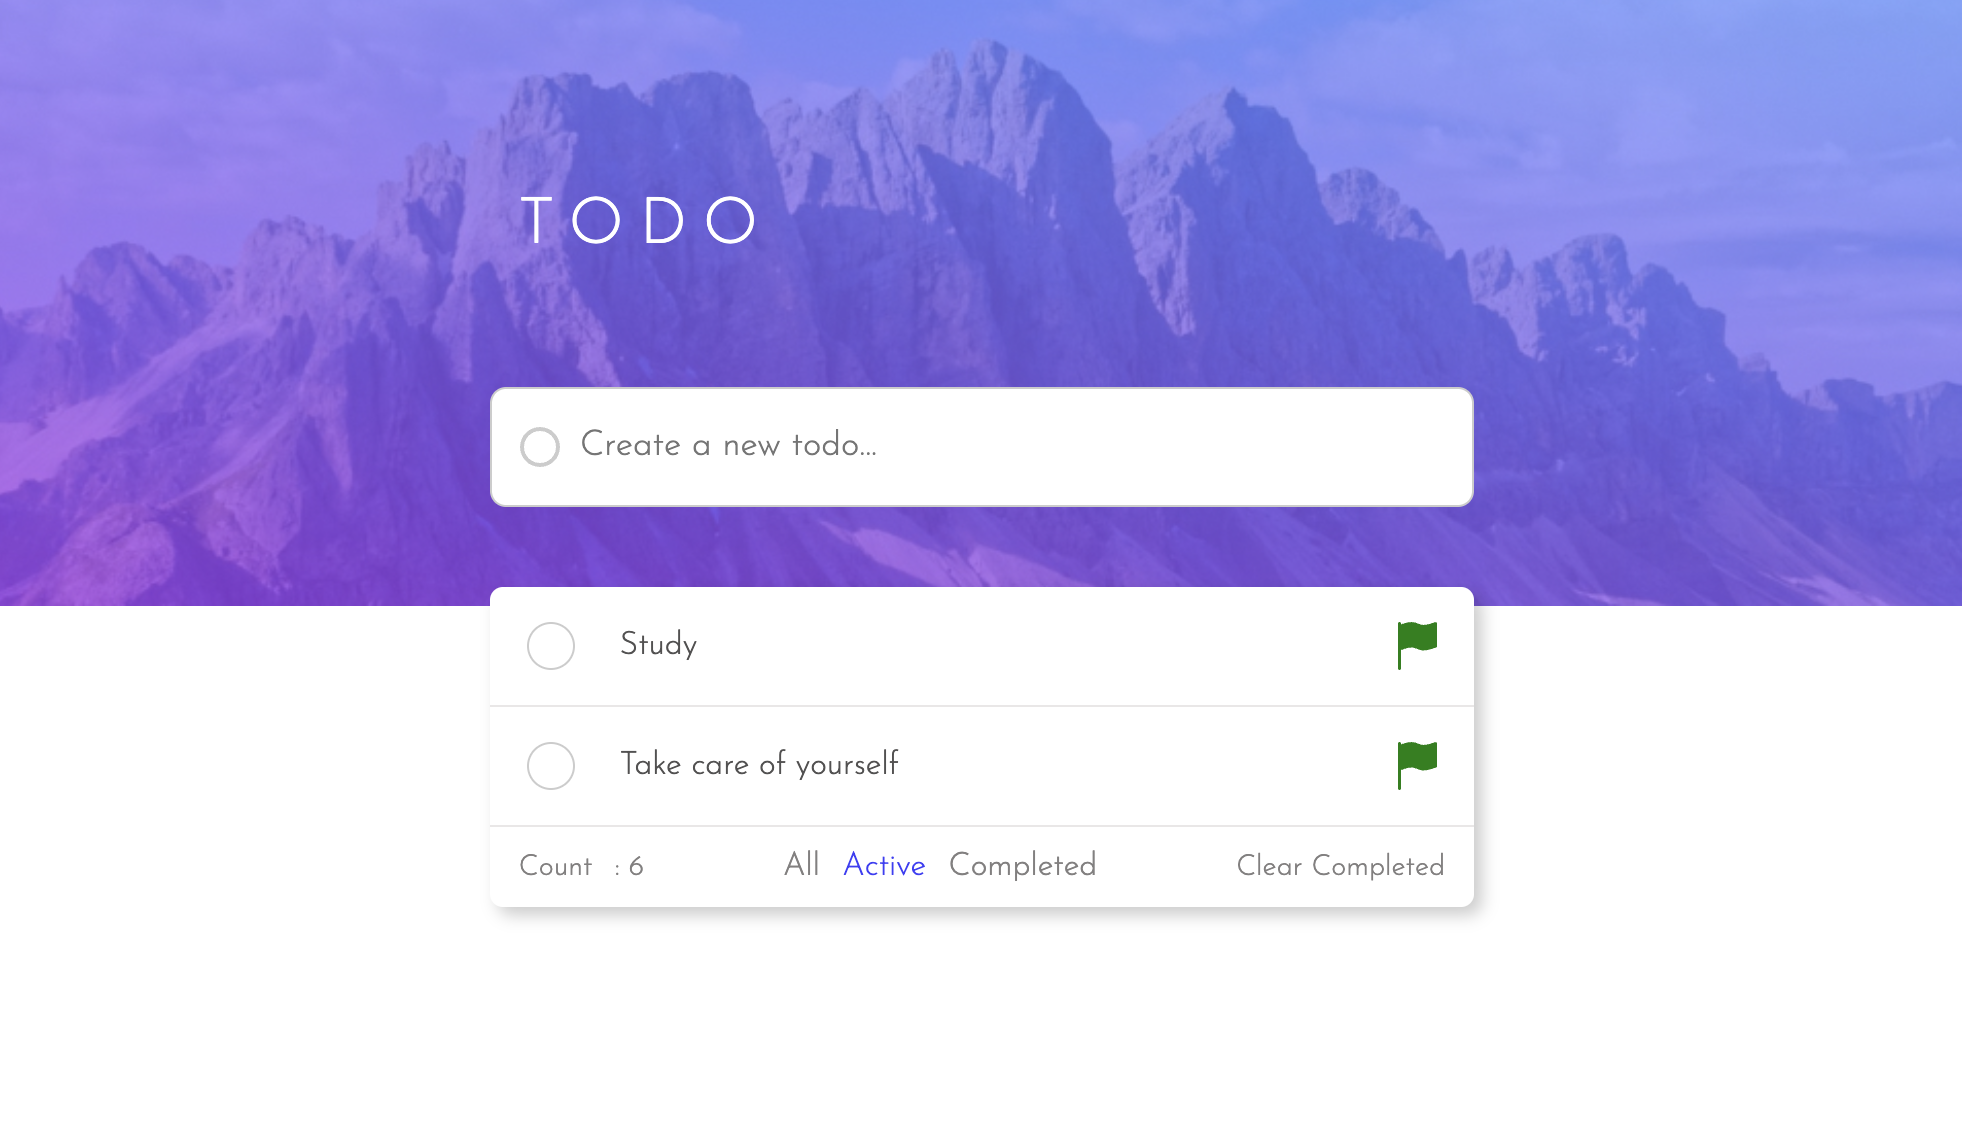 TODO
Create a new todo...
Study
Take care of yourself
Count : 6 All Active Completed Clear Completed